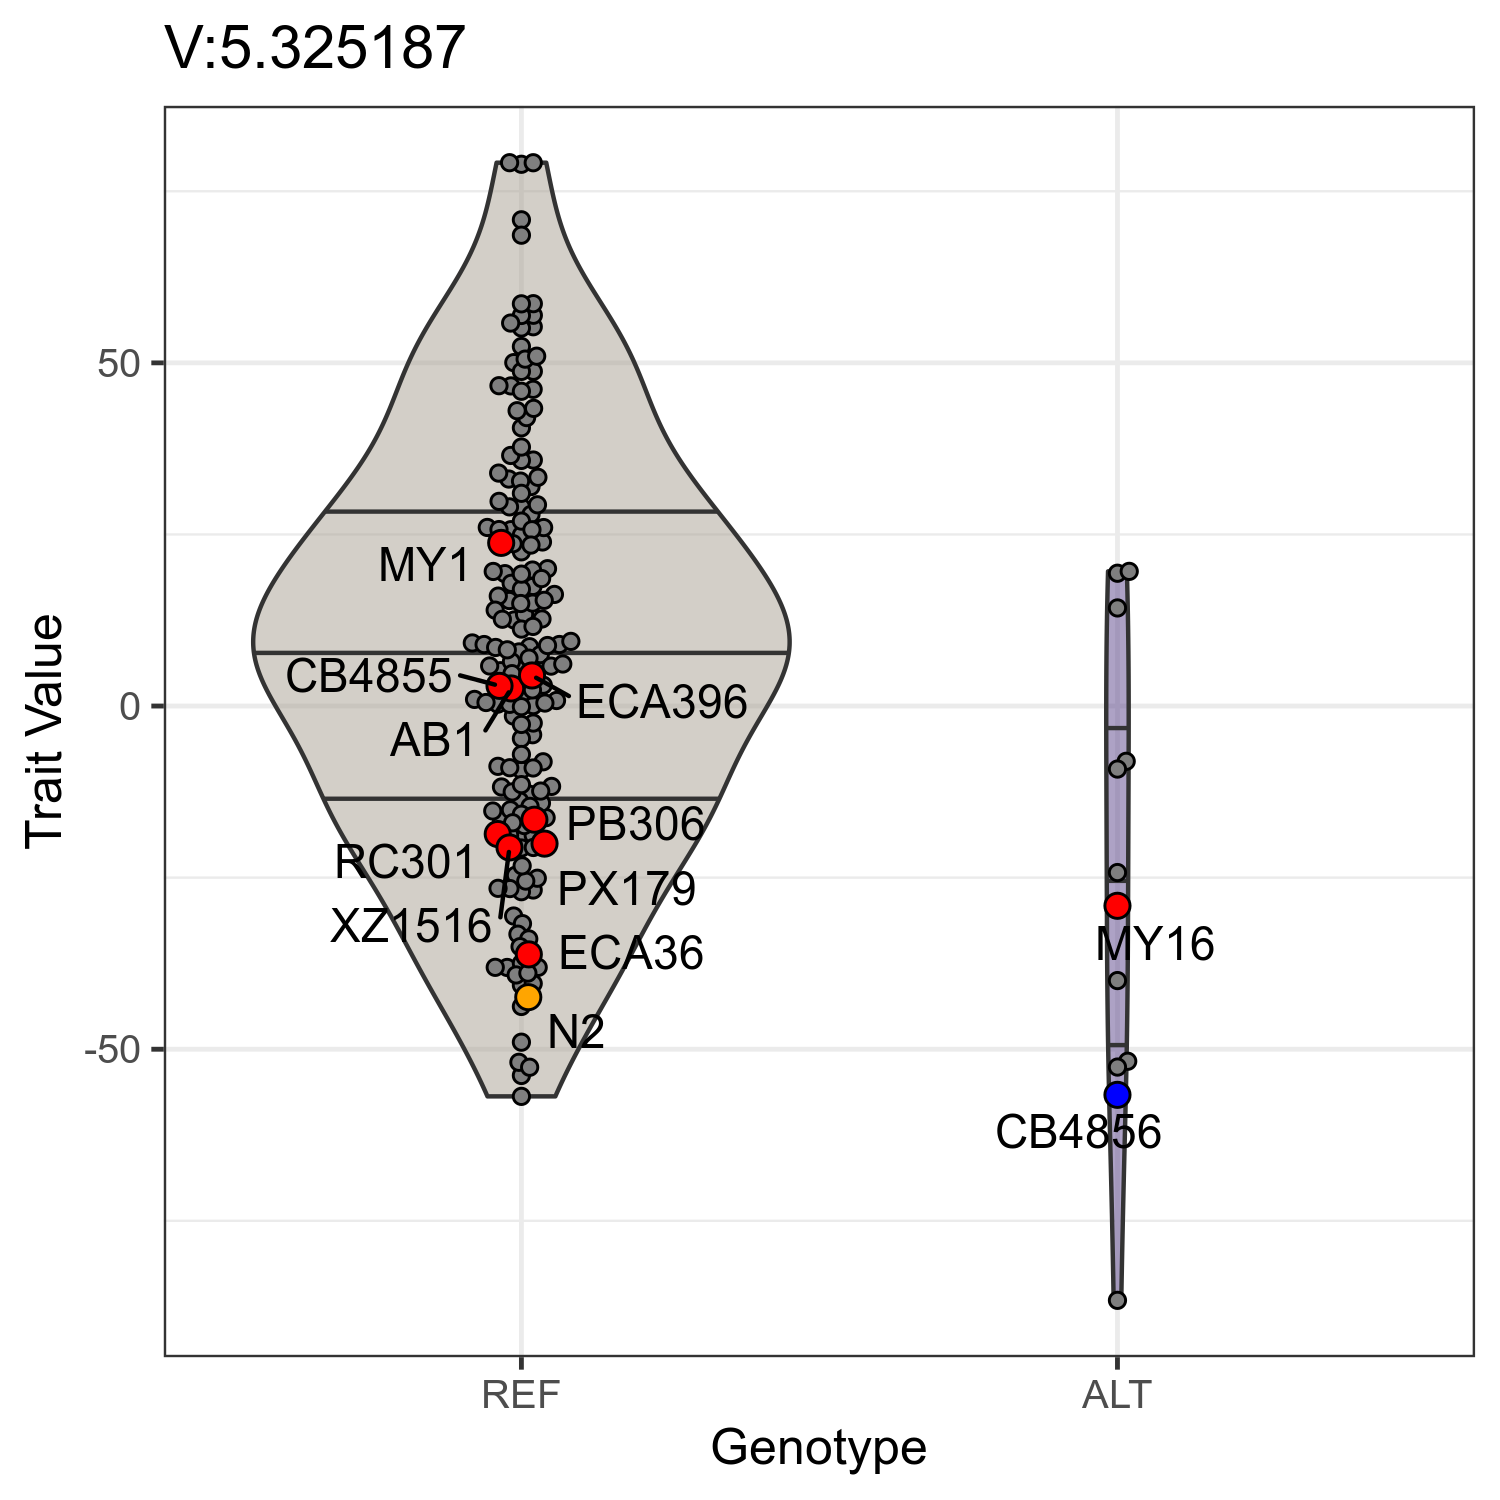 V:5.325187
Trait Value
50
0
-50
MY1
CB4855
ECA396
AB1
PB306
RC301
PX179
XZ1516
ECA36
N2
MY16
CB4856
REF
ALT
Genotype